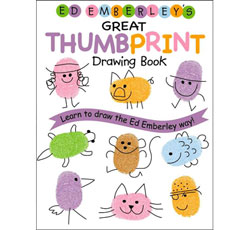 ED EMBERLEY'S
GREAT
THUMBPRINT
Drawing Book
Learn to draw the Ed Emberley way!